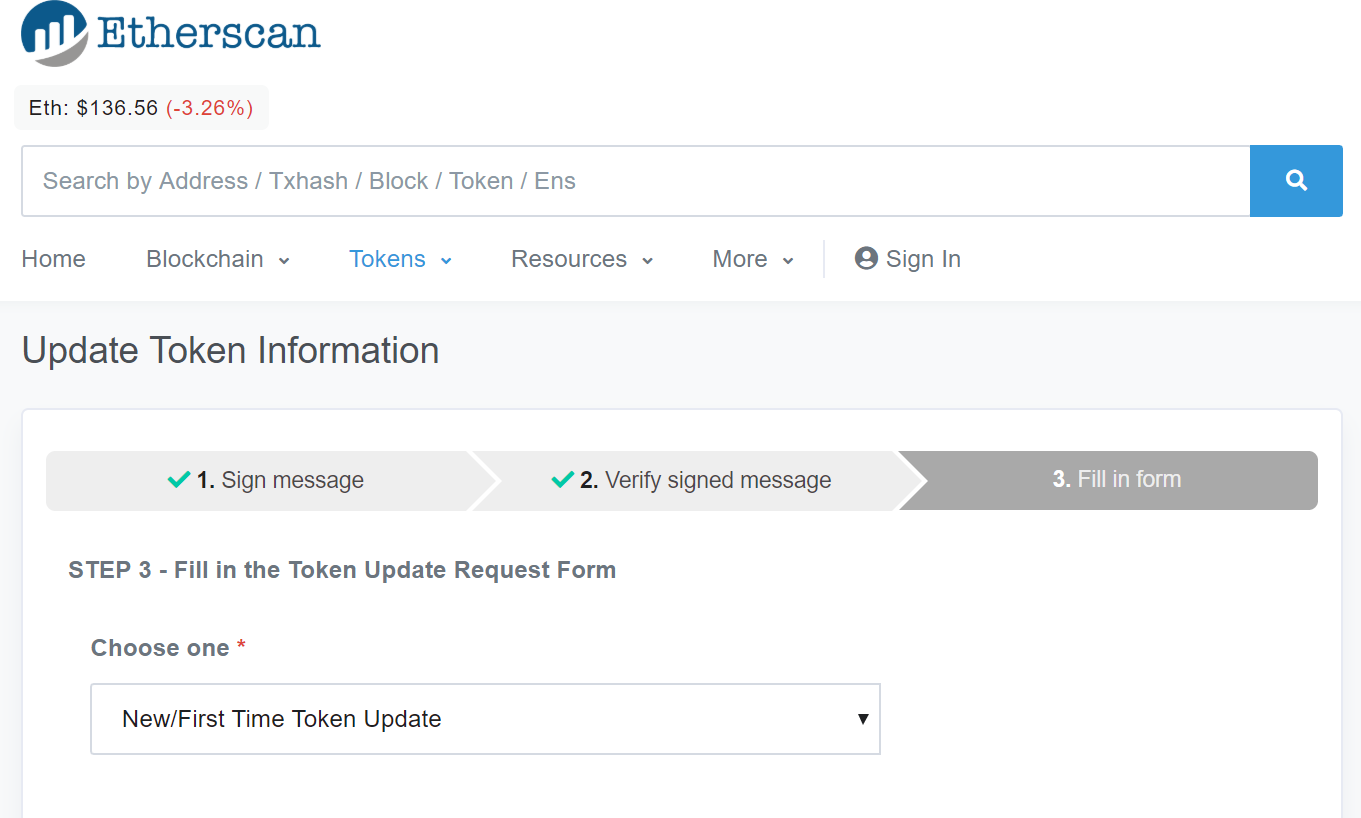 Etherscan
Eth: $136.56 (-3.26%)
Search by Address / Txhash / Block / Token / Ens
Home Blockchain Tokens Resources More Sign In
Update Token Information
1. Sign message 2. Verify signed message 3. Fill in form
STEP 3 - Fill in the Token Update Request Form
Choose one *
New/First Time Token Update